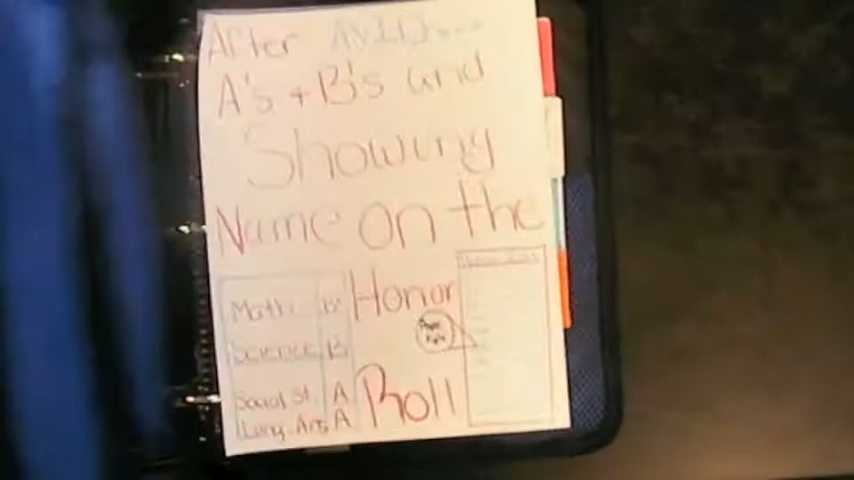 After AVID...
A's + B's and
Showing
Name on the
Honor
Roll
Math B
Science B
Social St. A
Lang. Arts A